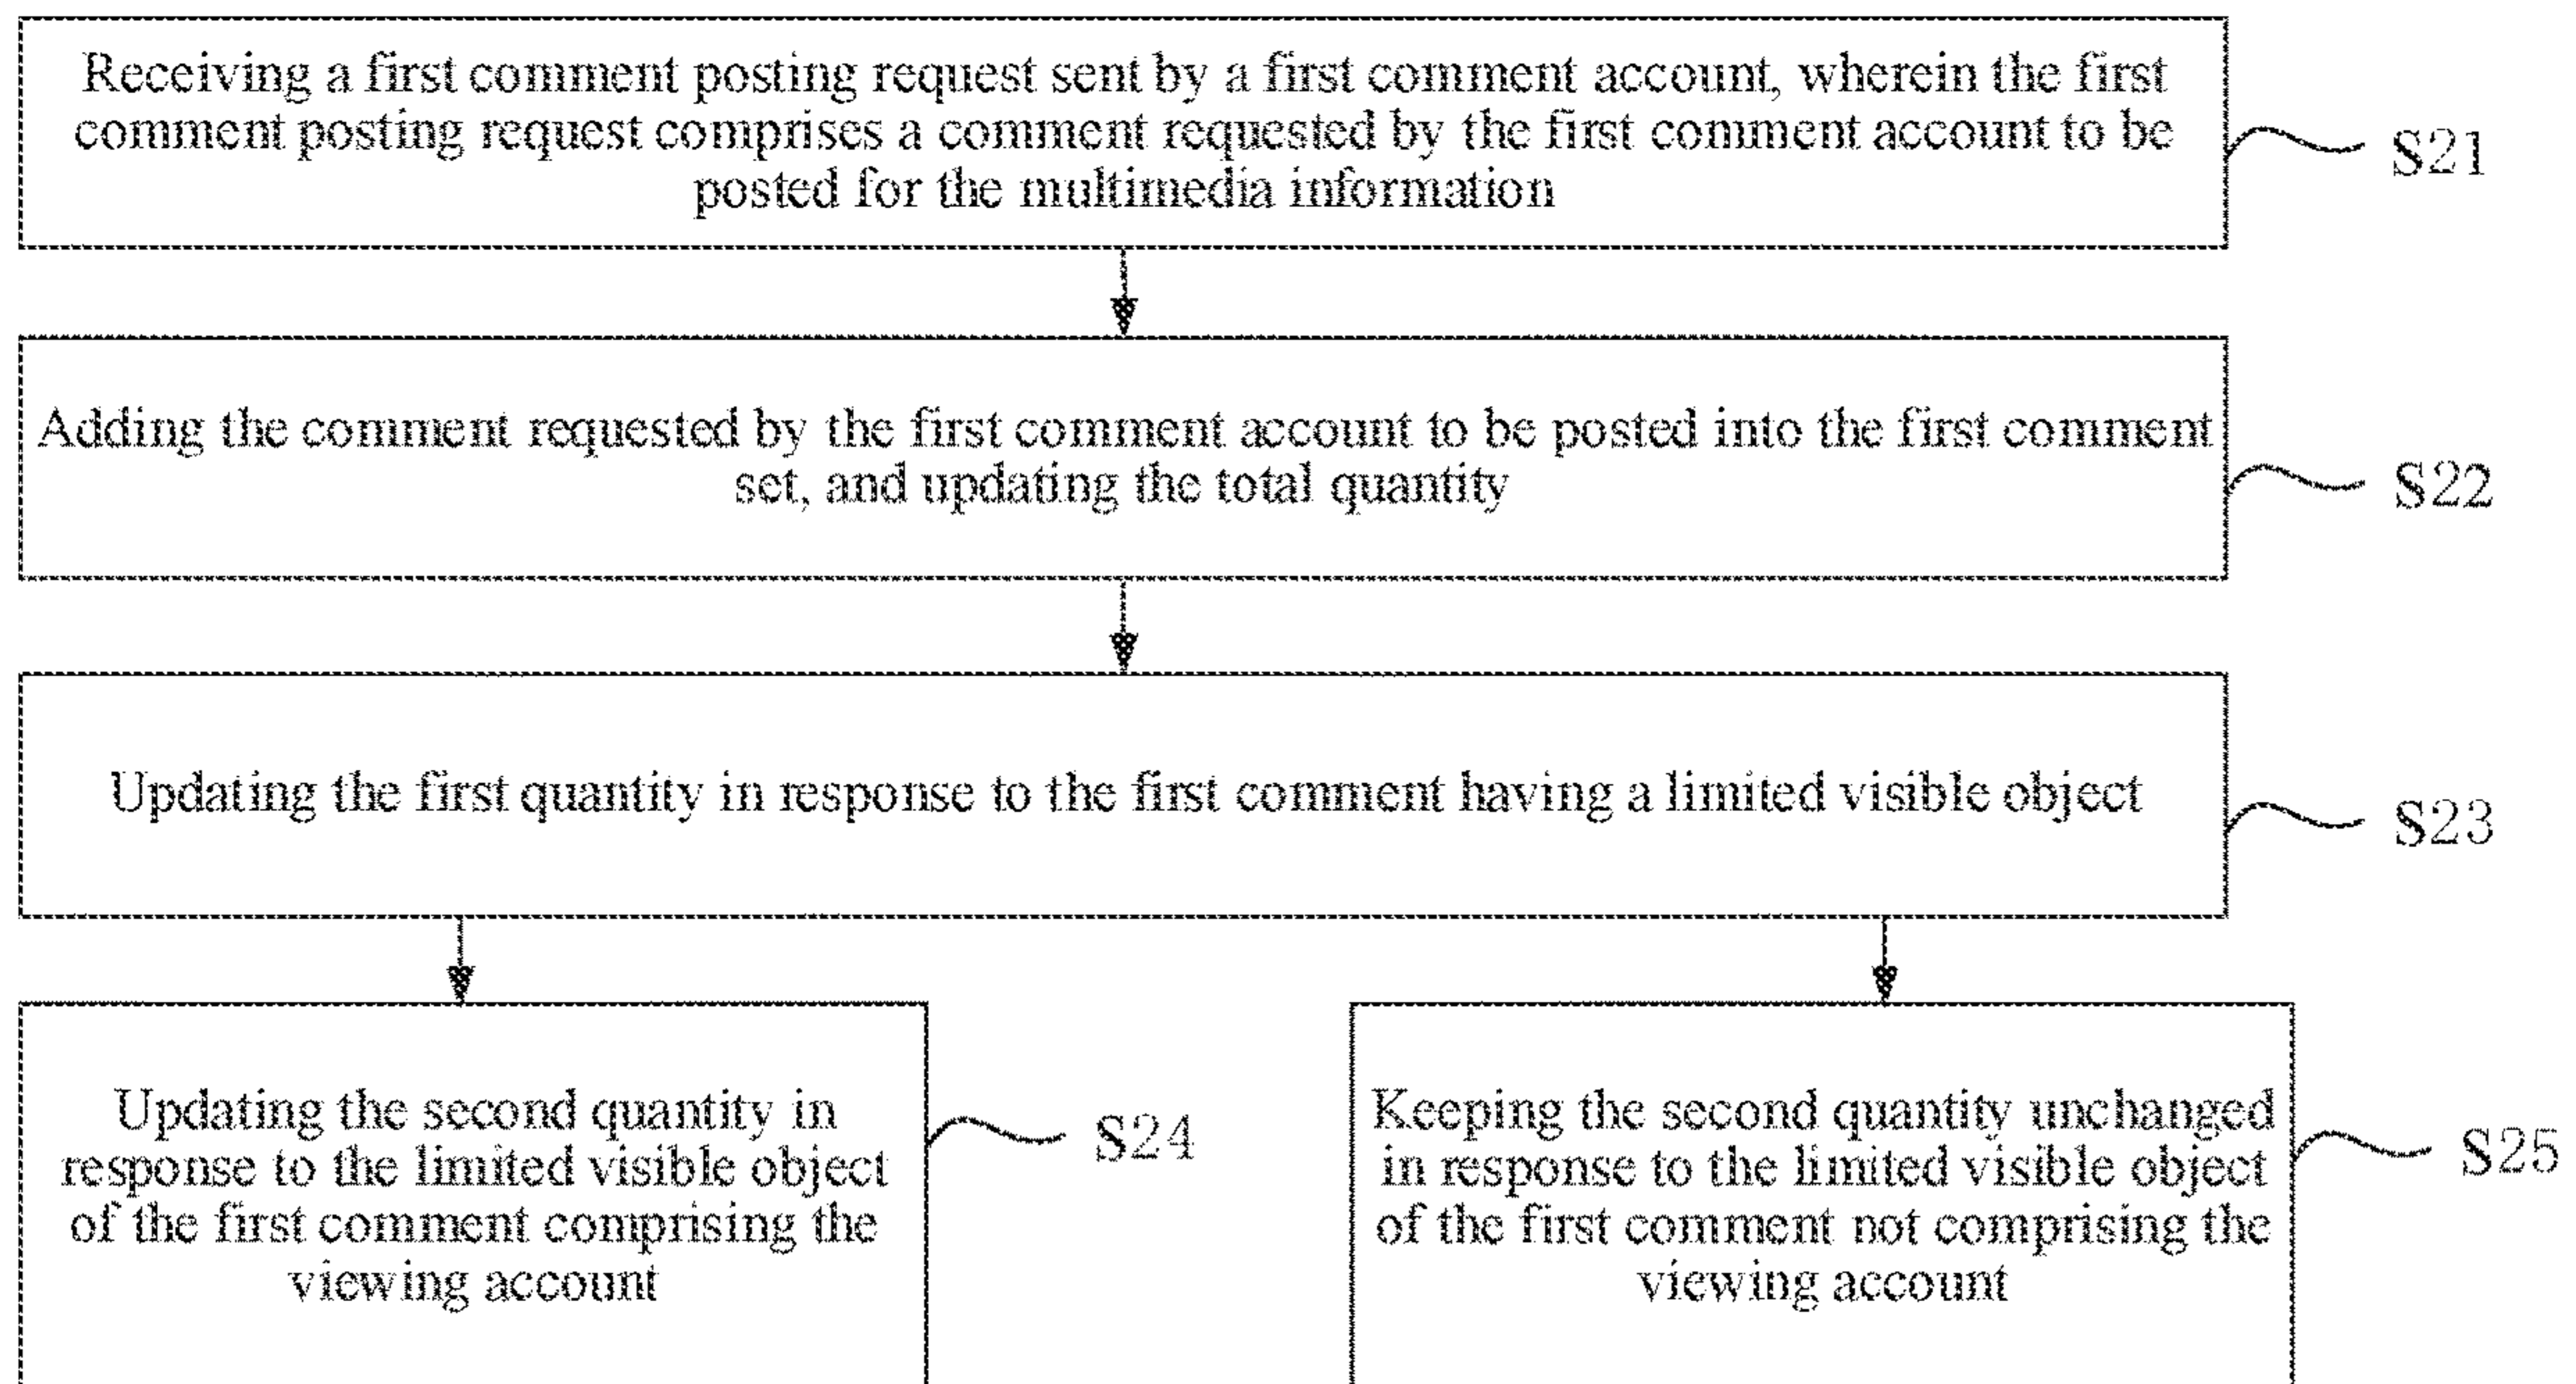 Receiving a first comment posting request sent by a first comment account, wherein the first
comment posting request comprises a comment requested by the first comment account to be
posted for the multimedia information
S21
Adding the comment requested by the first comment account to be posted into the first comment
set, and updating the total quantity
S22
Updating the first quantity in response to the first comment having a limited visible object
S23
Updating the second quantity in
response to the limited visible object
of the first comment comprising the
viewing account
S24
Keeping the second quantity unchanged
in response to the limited visible object
of the first comment not comprising the
viewing account
S25